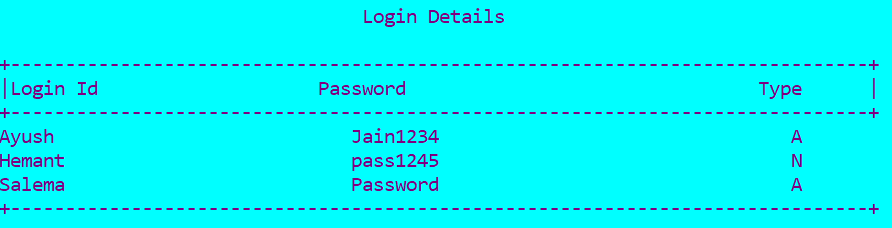 Login Details
+------------------------------------------------------------------------------+
|Login Id                    Password                                Type      |
+------------------------------------------------------------------------------+
Ayush                           Jain1234                                A
Hemant                          pass1245                                N
Salema                          Password                                A
+------------------------------------------------------------------------------+